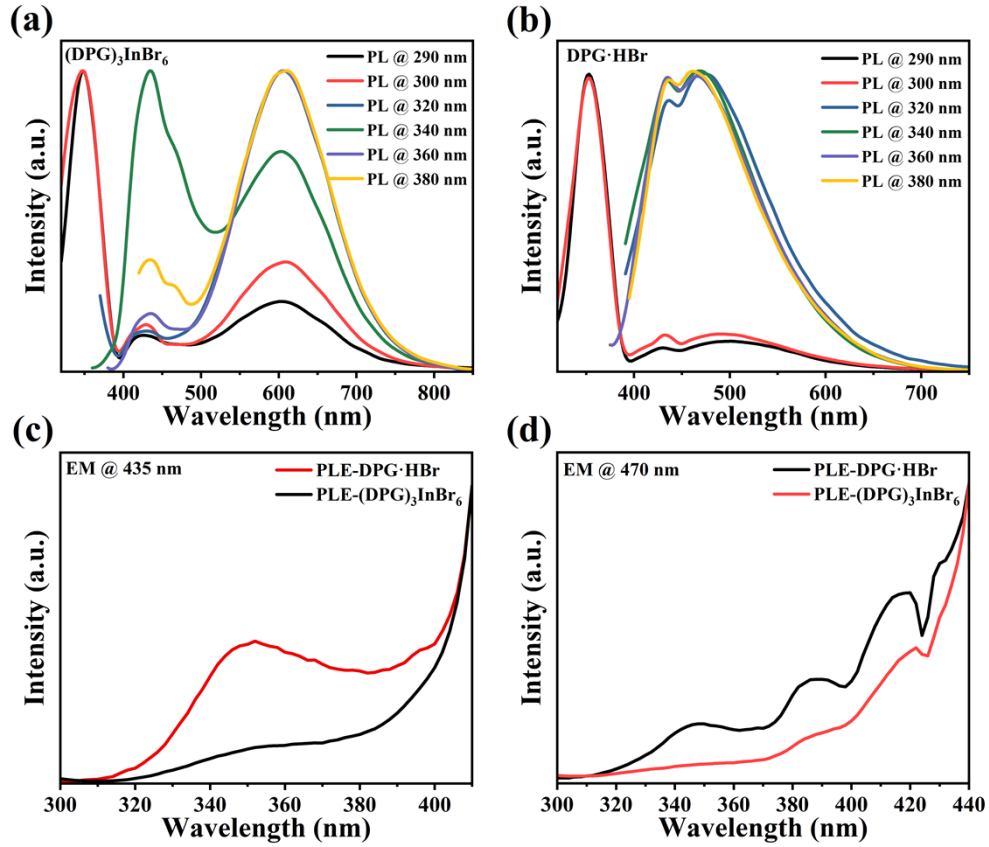 (a)
(DPG)₃InBr₆
PL @ 290 nm
PL @ 300 nm
PL @ 320 nm
PL @ 340 nm
PL @ 360 nm
PL @ 380 nm
Intensity (a.u.)
400 500 600 700 800
Wavelength (nm)
(b)
DPG·HBr
PL @ 290 nm
PL @ 300 nm
PL @ 320 nm
PL @ 340 nm
PL @ 360 nm
PL @ 380 nm
Intensity (a.u.)
400 500 600 700
Wavelength (nm)
(c)
EM @ 435 nm
PLE-DPG·HBr
PLE-(DPG)₃InBr₆
Intensity (a.u.)
300 320 340 360 380 400
Wavelength (nm)
(d)
EM @ 470 nm
PLE-DPG·HBr
PLE-(DPG)₃InBr₆
Intensity (a.u.)
300 320 340 360 380 400 420 440
Wavelength (nm)